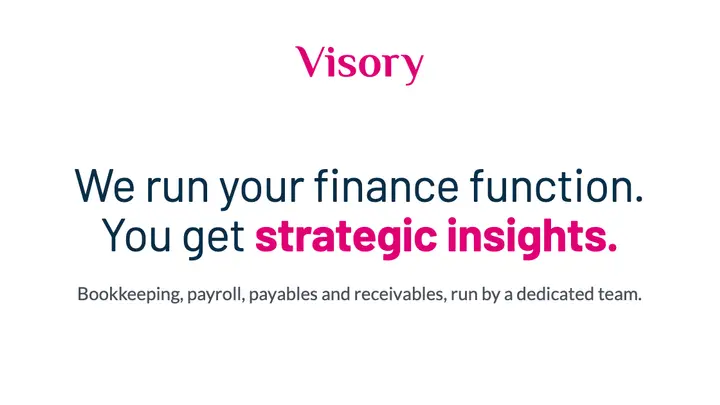 Visory
We run your finance function.
You get strategic insights.
Bookkeeping, payroll, payables and receivables, run by a dedicated team.